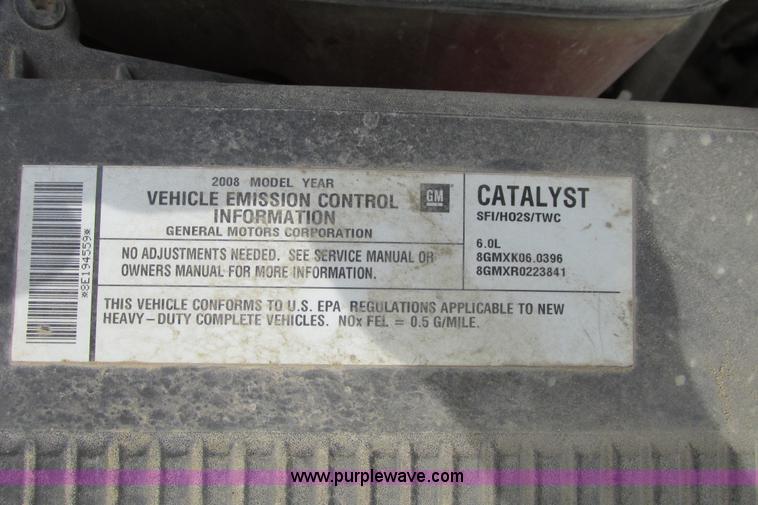 2008 MODEL YEAR
VEHICLE EMISSION CONTROL
INFORMATION
GENERAL MOTORS CORPORATION
GM
NO ADJUSTMENTS NEEDED. SEE SERVICE MANUAL OR
OWNERS MANUAL FOR MORE INFORMATION.
CATALYST
SFI/HO2S/TWC
6.0L
8GMXK06.0396
8GMXR0223841
THIS VEHICLE CONFORMS TO U.S. EPA REGULATIONS APPLICABLE TO NEW
HEAVY-DUTY COMPLETE VEHICLES. NOx FEL = 0.5 G/MILE.
*8E194559*
www.purplewave.com